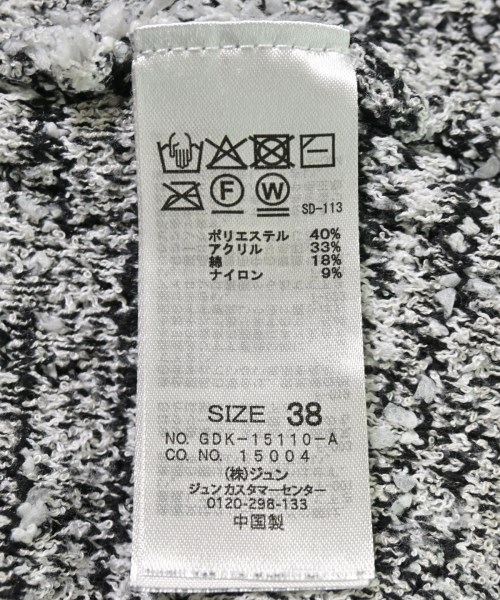 F W
SD-113
ポリエステル 40%
アクリル 33%
綿 18%
ナイロン 9%
SIZE 38
NO. GDK-15110-A
CO. NO. 15004
(株)ジュン
ジュン カスタマーセンター
0120-298-133
中国製